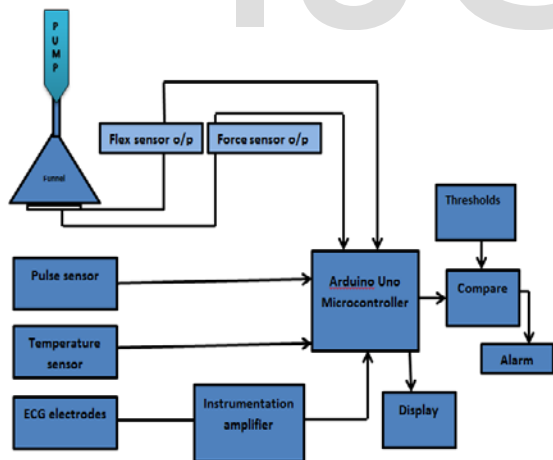 PUMP
Funnel
Flex sensor o/p
Force sensor o/p
Thresholds
Pulse sensor
Arduino Uno
Microcontroller
Compare
Temperature
sensor
Alarm
ECG electrodes
Instrumentation
amplifier
Display